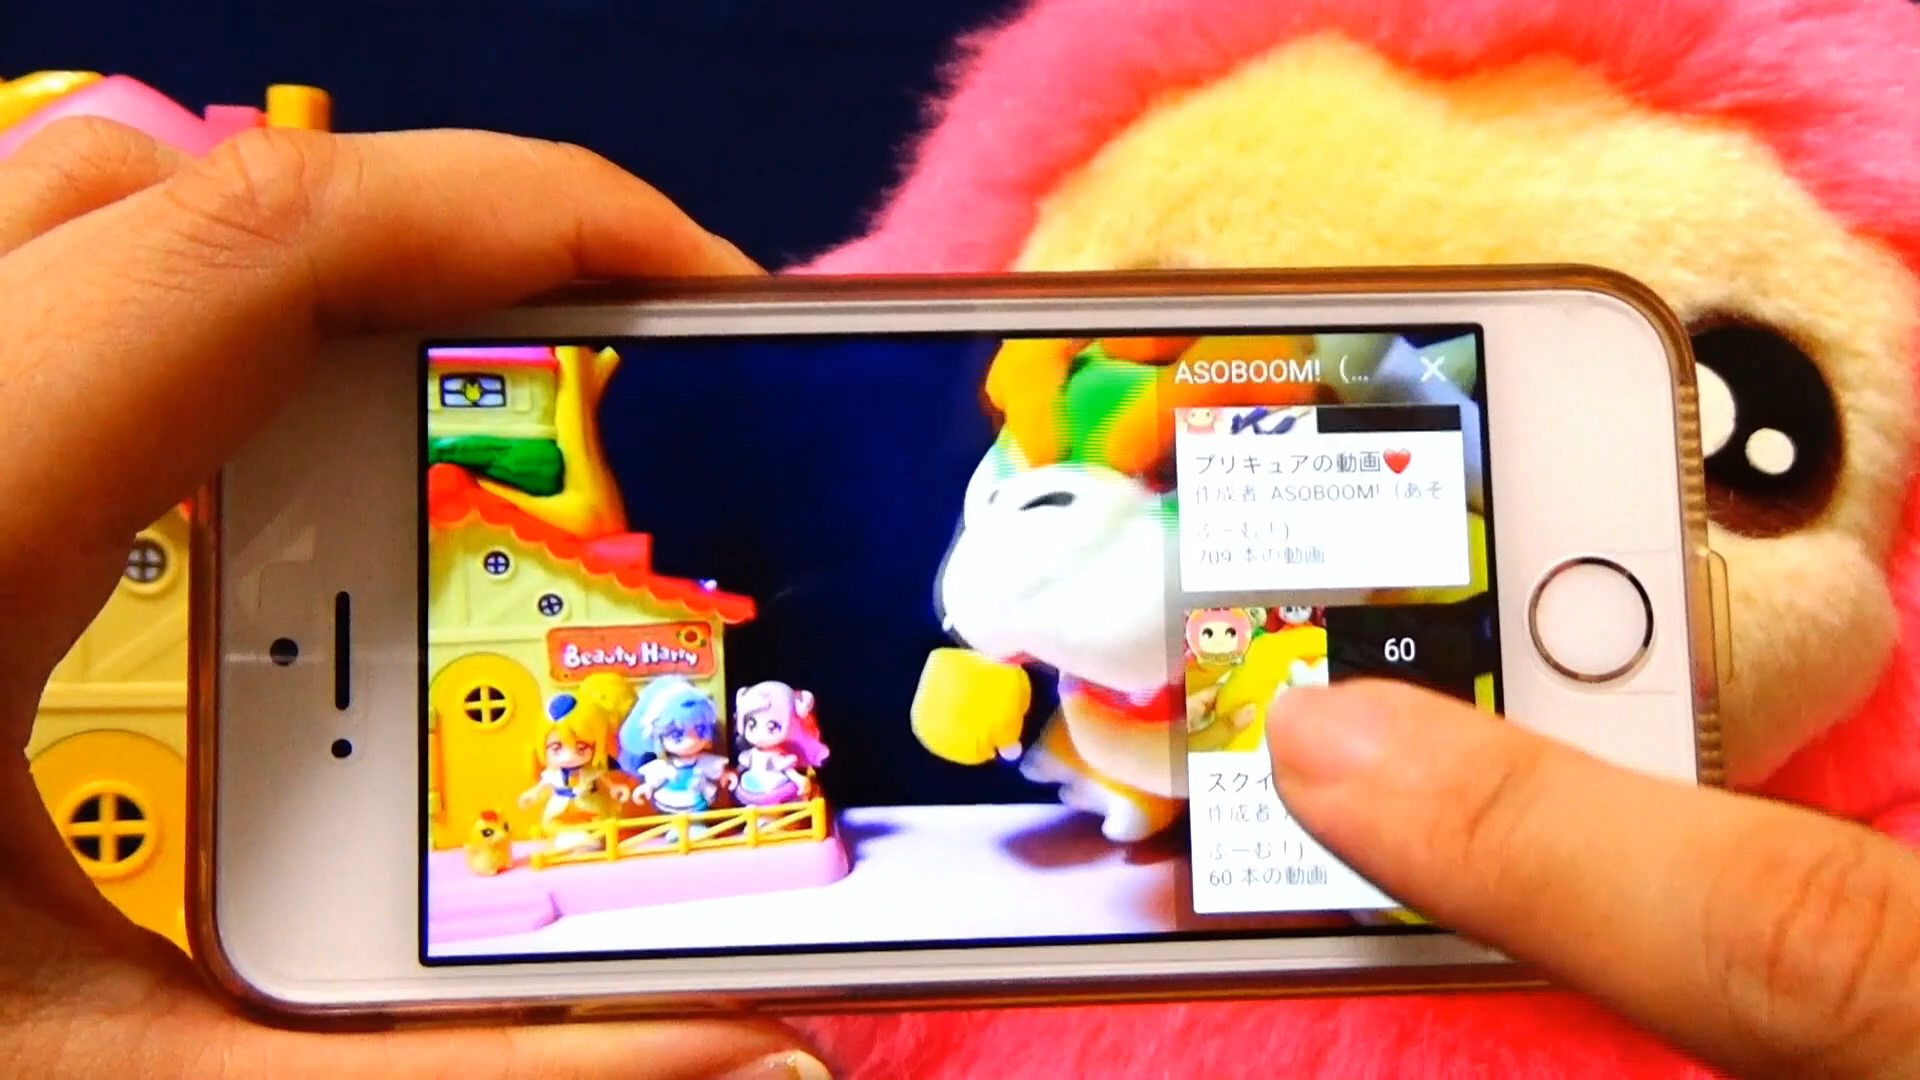 Beauty Harry
ASOBOOM! (...
プリキュアの動画❤
作成者 ASOBOOM! (あそ
ぶーむ!)
709 本の動画
60
スクイ
作成者
ぶーむ!)
60 本の動画